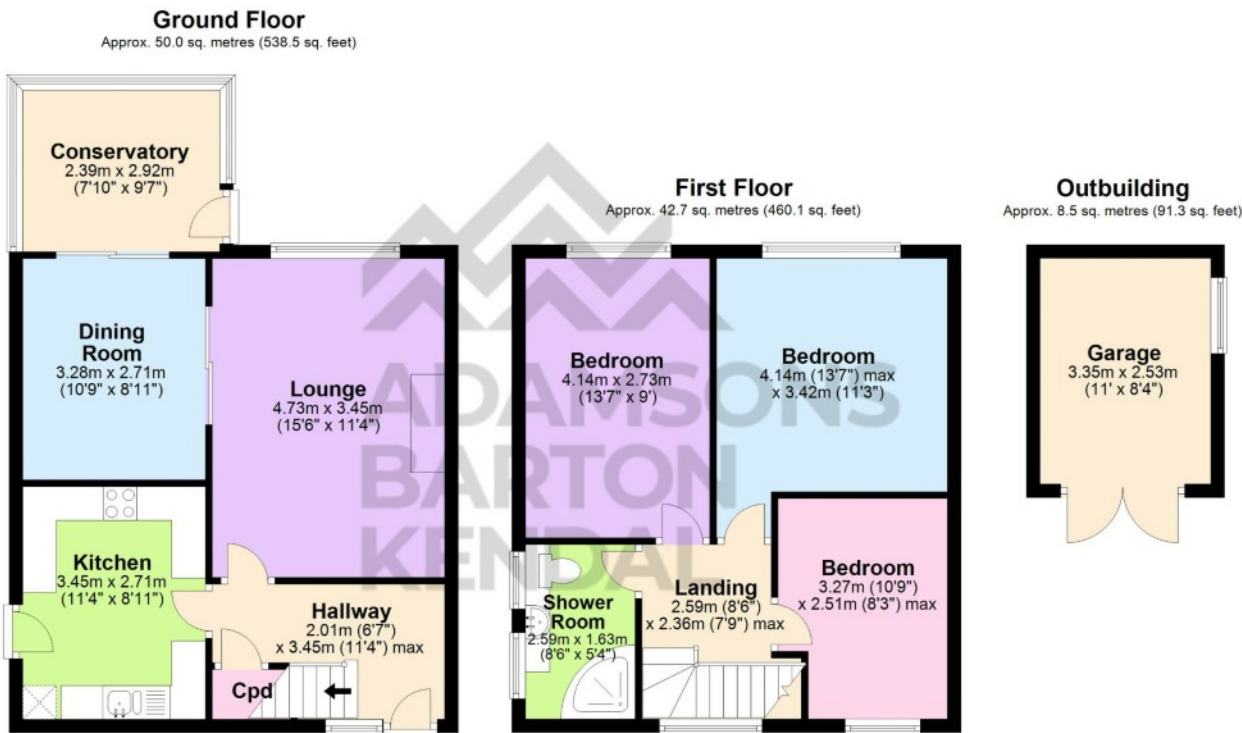 Ground Floor
Approx. 50.0 sq. metres (538.5 sq. feet)
Conservatory
2.39m x 2.92m
(7'10" x 9'7")
Dining
Room
3.28m x 2.71m
(10'9" x 8'11")
Lounge
4.73m x 3.45m
(15'6" x 11'4")
Kitchen
3.45m x 2.71m
(11'4" x 8'11")
Hallway
2.01m (6'7")
x 3.45m (11'4") max
Cpd
First Floor
Approx. 42.7 sq. metres (460.1 sq. feet)
Bedroom
4.14m x 2.73m
(13'7" x 9')
Bedroom
4.14m (13'7") max
x 3.42m (11'3")
Shower
Room
2.59m x 1.63m
(8'6" x 5'4")
Landing
2.59m (8'6")
x 2.36m (7'9") max
Bedroom
3.27m (10'9")
x 2.51m (8'3") max
Outbuilding
Approx. 8.5 sq. metres (91.3 sq. feet)
Garage
3.35m x 2.53m
(11' x 8'4")
ADAMSONS
BARTON
KENDAL